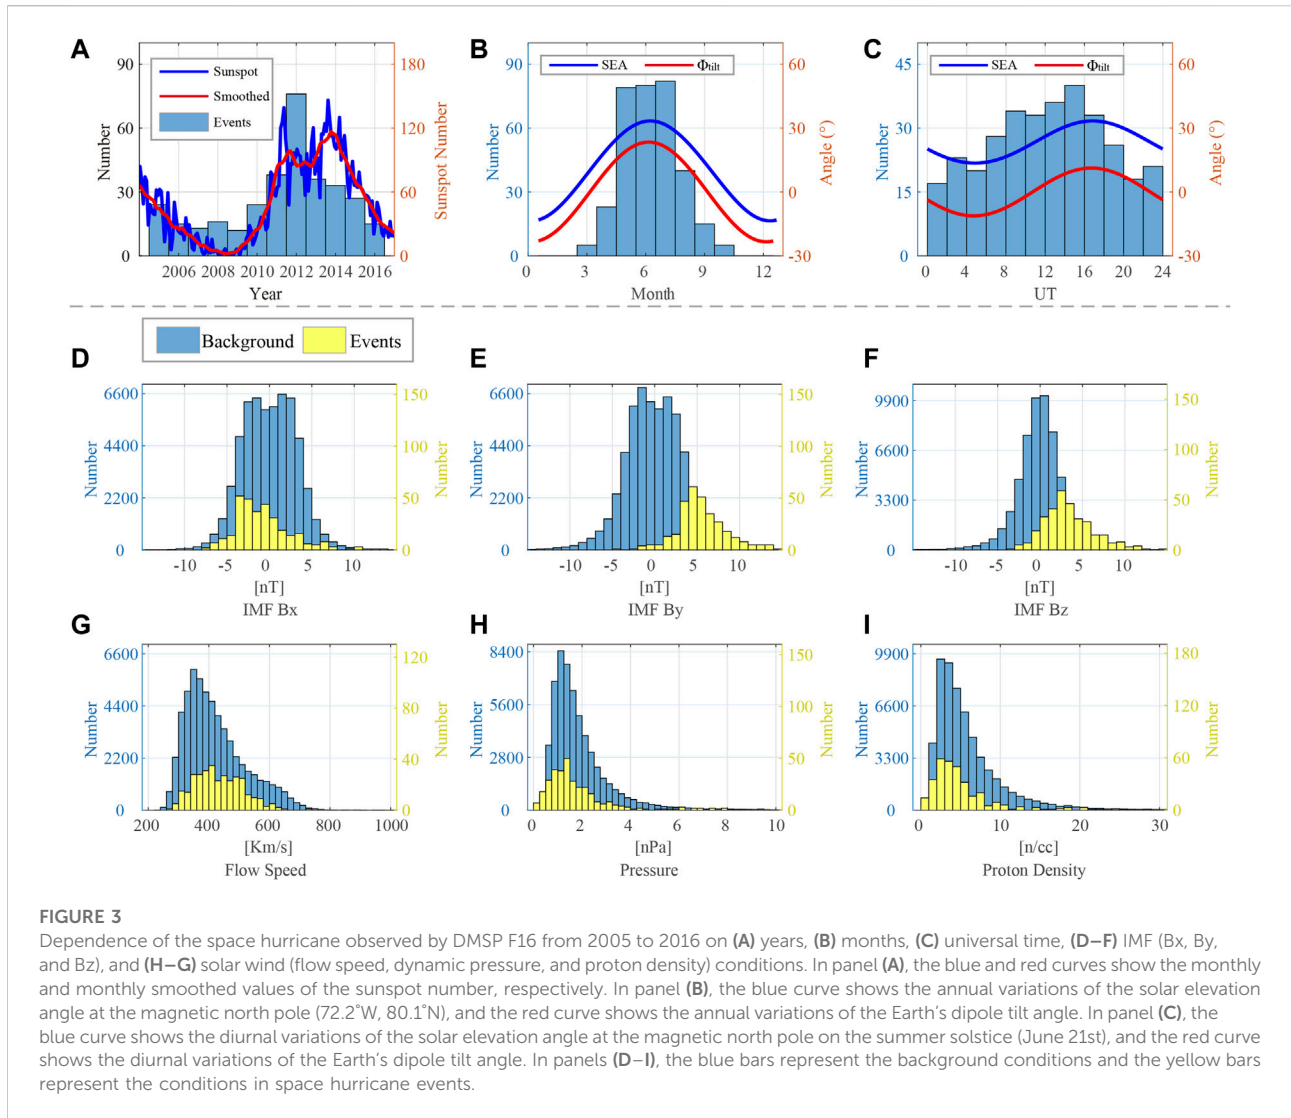 A
Number
90
60
30
0
Sunspot
Smoothed
Events
180
120
60
0
Sunspot Number
2006 2008 2010 2012 2014 2016
Year
B
Number
90
60
30
0
SEA Φtilt
60
30
0
-30
Angle (°)
3 6 9 12
Month
C
Number
45
30
15
0
SEA Φtilt
60
30
0
-30
Angle (°)
0 4 8 12 16 20 24
UT
Background Events
D
Number
6600
4400
2200
0
150
100
50
0
Number
-10 -5 0 5 10
[nT]
IMF Bx
E
Number
6600
4400
2200
0
150
100
50
0
Number
-10 -5 0 5 10
[nT]
IMF By
F
Number
9900
6600
3300
0
150
100
50
0
Number
-10 -5 0 5 10
[nT]
IMF Bz
G
Number
6600
4400
2200
0
120
80
40
0
Number
200 400 600 800 1000
[Km/s]
Flow Speed
H
Number
8400
5600
2800
0
150
100
50
0
Number
0 2 4 6 8 10
[nPa]
Pressure
I
Number
9900
6600
3300
0
180
120
60
0
Number
0 10 20 30
[n/cc]
Proton Density
FIGURE 3
Dependence of the space hurricane observed by DMSP F16 from 2005 to 2016 on (A) years, (B) months, (C) universal time, (D–F) IMF (Bx, By,
and Bz), and (H–G) solar wind (flow speed, dynamic pressure, and proton density) conditions. In panel (A), the blue and red curves show the monthly
and monthly smoothed values of the sunspot number, respectively. In panel (B), the blue curve shows the annual variations of the solar elevation
angle at the magnetic north pole (72.2°W, 80.1°N), and the red curve shows the annual variations of the Earth's dipole tilt angle. In panel (C), the
blue curve shows the diurnal variations of the solar elevation angle at the magnetic north pole on the summer solstice (June 21st), and the red curve
shows the diurnal variations of the Earth's dipole tilt angle. In panels (D–I), the blue bars represent the background conditions and the yellow bars
represent the conditions in space hurricane events.